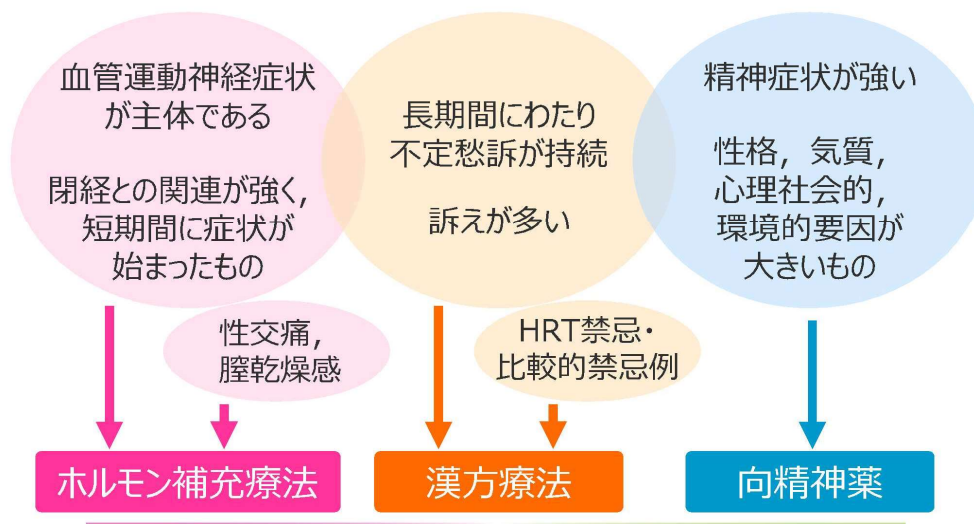 血管運動神経症状
が主体である
閉経との関連が強く，
短期間に症状が
始まったもの
長期間にわたり
不定愁訴が持続
訴えが多い
精神症状が強い
性格，気質，
心理社会的，
環境的要因が
大きいもの
性交痛，
膣乾燥感
HRT禁忌・
比較的禁忌例
ホルモン補充療法
漢方療法
向精神薬